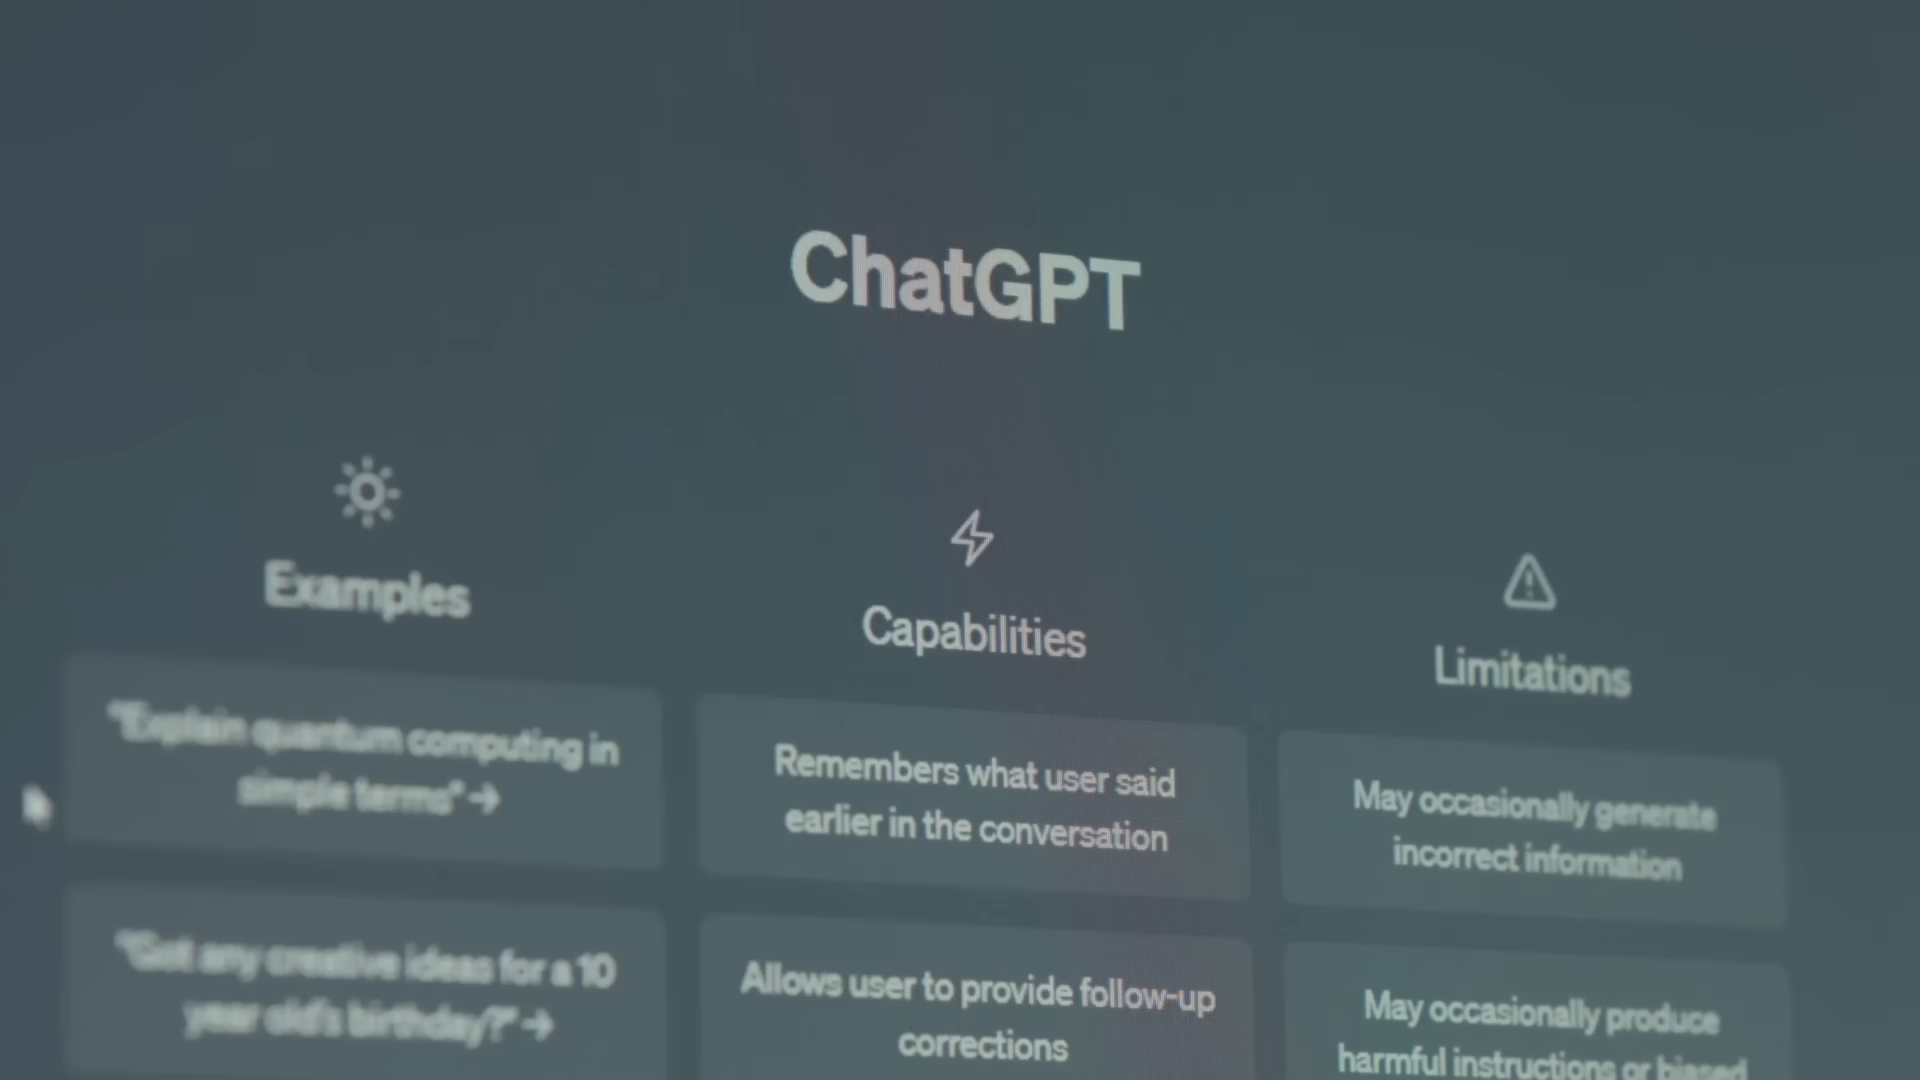 ChatGPT
Examples
Capabilities
Limitations
"Explain quantum computing in
simple terms" →
Remembers what user said
earlier in the conversation
May occasionally generate
incorrect information
"Got any creative ideas for a 10
year old's birthday?" →
Allows user to provide follow-up
corrections
May occasionally produce
harmful instructions or biased